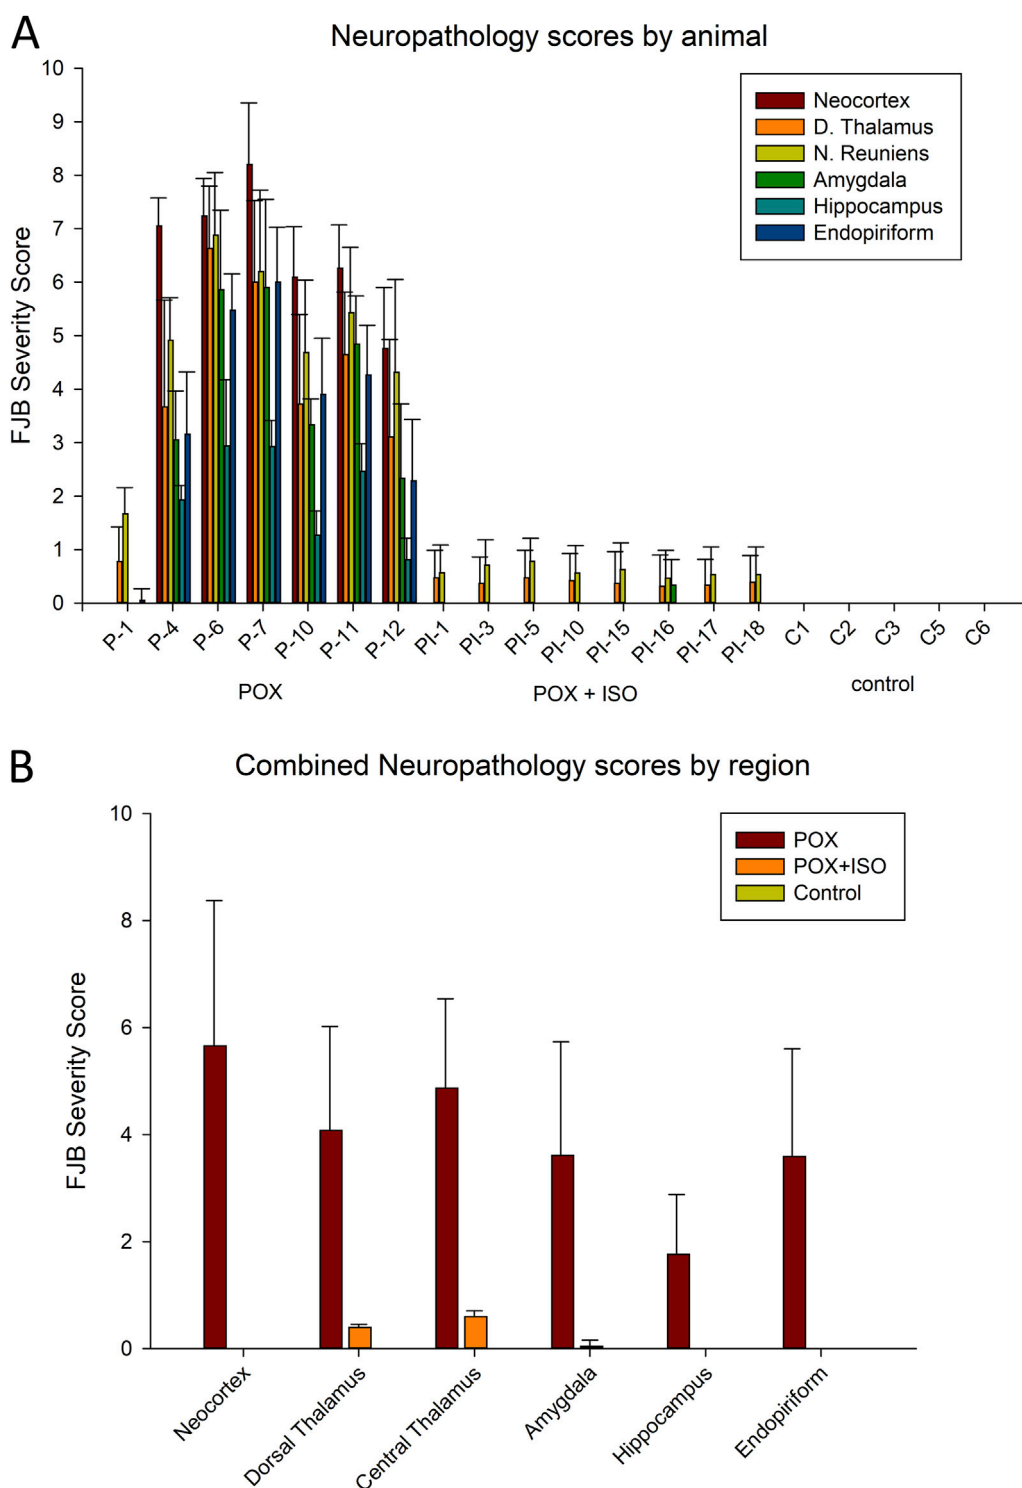 A
Neuropathology scores by animal
10
9
8
7
6
5
4
3
2
1
0
FJB Severity Score
Neocortex
D. Thalamus
N. Reuniens
Amygdala
Hippocampus
Endopiriform
P-1 P-4 P-6 P-7 P-10 P-11 P-12 PI-1 PI-3 PI-5 PI-10 PI-15 PI-16 PI-17 PI-18 C1 C2 C3 C5 C6
POX POX + ISO control
B
Combined Neuropathology scores by region
10
8
6
4
2
0
FJB Severity Score
POX
POX+ISO
Control
Neocortex Dorsal Thalamus Central Thalamus Amygdala Hippocampus Endopiriform